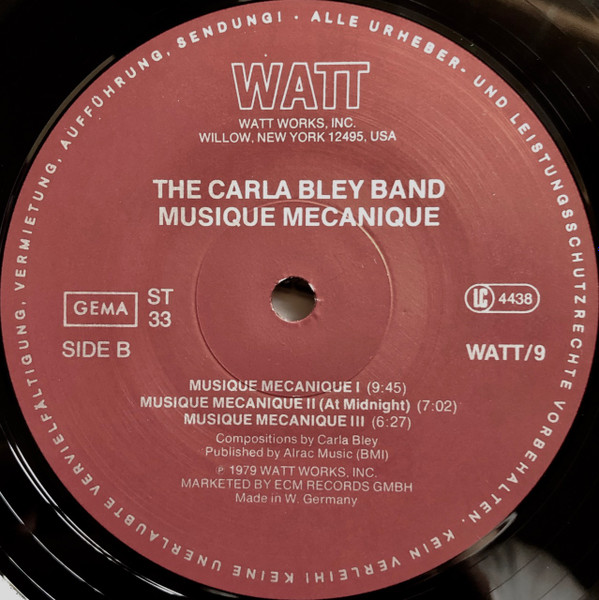 ALLE URHEBER- UND LEISTUNGSSCHUTZRECHTE VORBEHALTEN. KEIN VERLEIH! KEINE UNERLAUBTE VERVIELFÄLTIGUNG, VERMIETUNG, AUFFÜHRUNG, SENDUNG! ·
WATT
WATT WORKS, INC.
WILLOW, NEW YORK 12495, USA
THE CARLA BLEY BAND
MUSIQUE MECANIQUE
GEMA
ST
33
SIDE B
LC 4438
WATT/9
MUSIQUE MECANIQUE I (9:45)
MUSIQUE MECANIQUE II (At Midnight) (7:02)
MUSIQUE MECANIQUE III (6:27)
Compositions by Carla Bley
Published by Alrac Music (BMI)
℗ 1979 WATT WORKS, INC.
MARKETED BY ECM RECORDS GMBH
Made in W. Germany